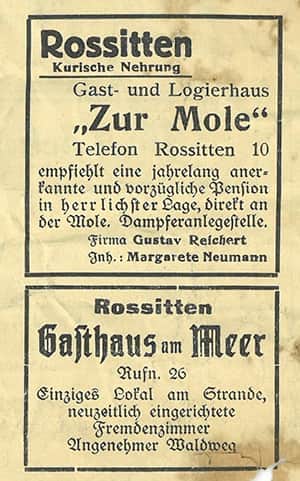 Rossitten
Kurische Nehrung
Gast- und Logierhaus
„Zur Mole“
Telefon Rossitten 10
empfiehlt eine jahrelang aner-
kannte und vorzügliche Pension
in herrlichster Lage, direkt an
der Mole. Dampferanlegestelle.
Firma Gustav Reichert
Inh.: Margarete Neumann
Rossitten
Gasthaus am Meer
Rufn. 26
Einziges Lokal am Strande,
neuzeitlich eingerichtete
Fremdenzimmer
Angenehmer Waldweg